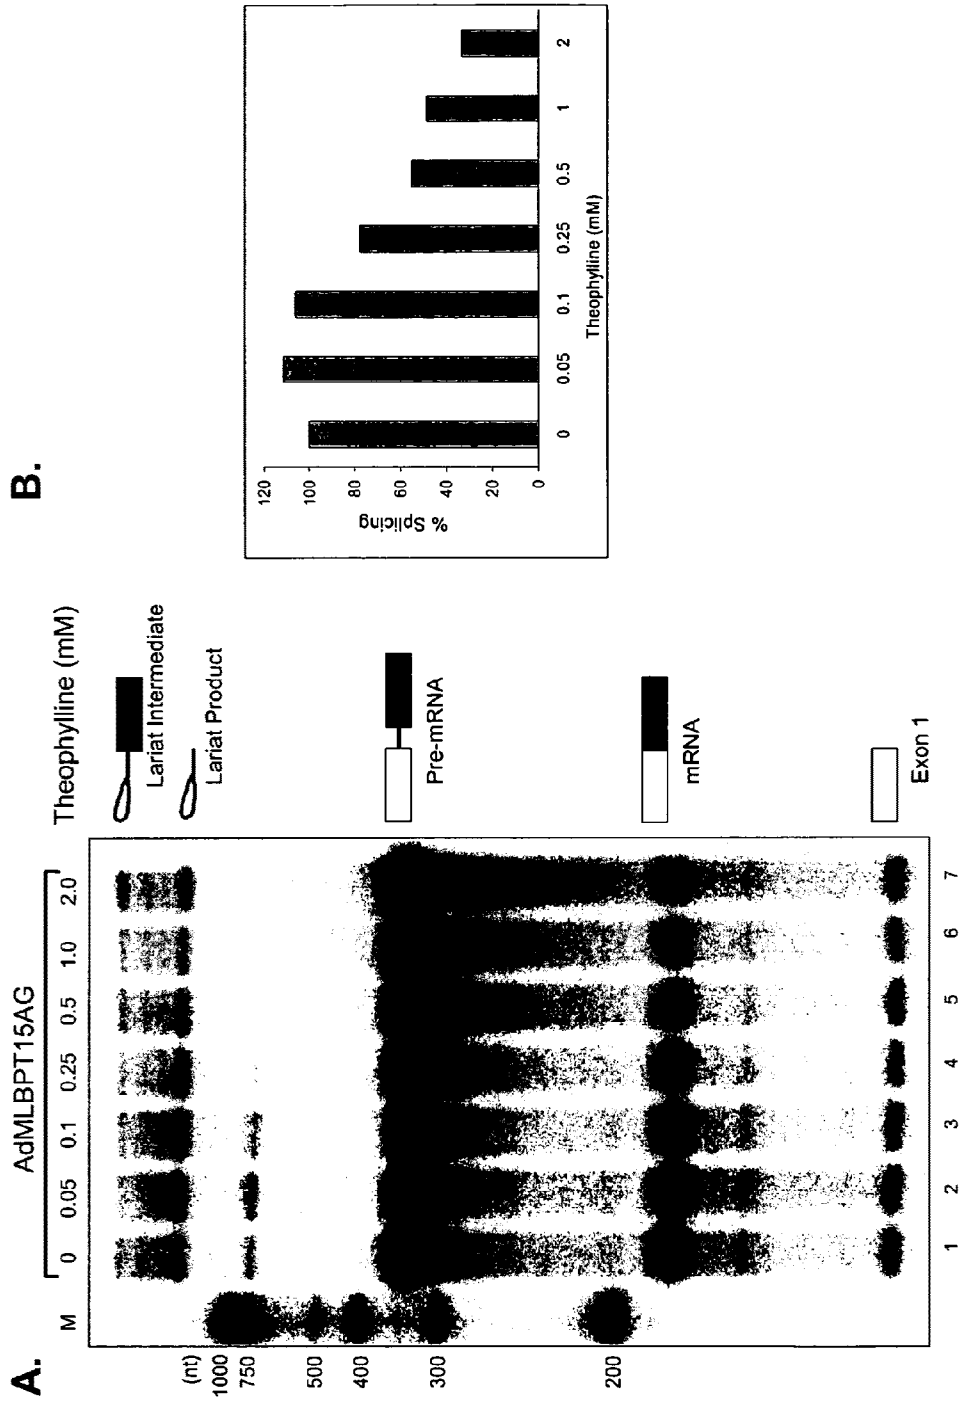 A.
AdMLBPT15AG
M 0 0.05 0.1 0.25 0.5 1.0 2.0 Theophylline (mM)
(nt)
1000
750
500
400
300
200
Lariat Intermediate
Lariat Product
Pre-mRNA
mRNA
Exon 1
1 2 3 4 5 6 7
B.
% Splicing
120
100
80
60
40
20
0
0 0.05 0.1 0.25 0.5 1 2
Theophylline (mM)